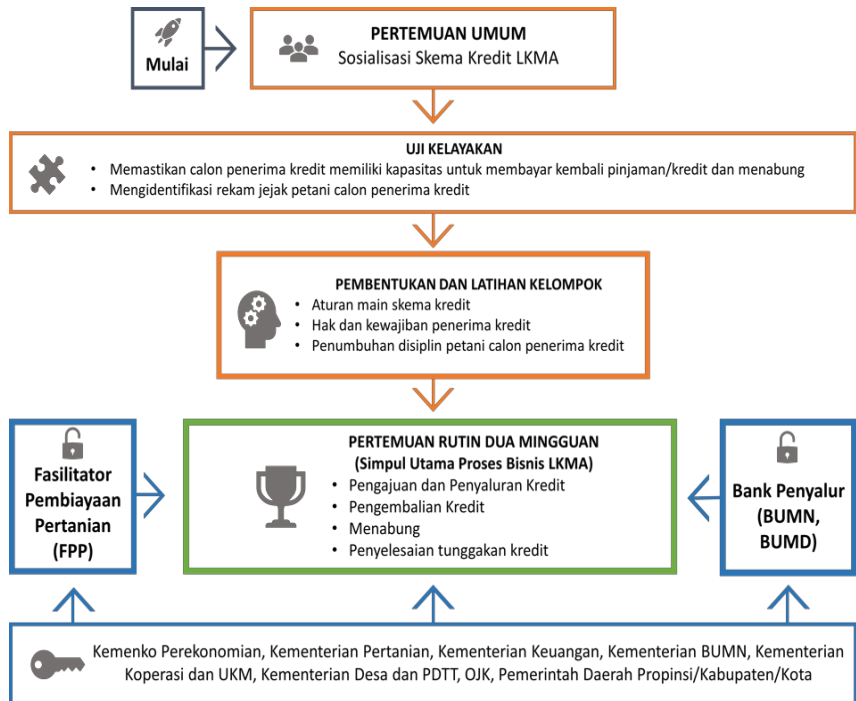 Mulai
PERTEMUAN UMUM
Sosialisasi Skema Kredit LKMA
UJI KELAYAKAN
• Memastikan calon penerima kredit memiliki kapasitas untuk membayar kembali pinjaman/kredit dan menabung
• Mengidentifikasi rekam jejak petani calon penerima kredit
PEMBENTUKAN DAN LATIHAN KELOMPOK
• Aturan main skema kredit
• Hak dan kewajiban penerima kredit
• Penumbuhan disiplin petani calon penerima kredit
Fasilitator
Pembiayaan
Pertanian
(FPP)
PERTEMUAN RUTIN DUA MINGGUAN
(Simpul Utama Proses Bisnis LKMA)
• Pengajuan dan Penyaluran Kredit
• Pengembalian Kredit
• Menabung
• Penyelesaian tunggakan kredit
Bank Penyalur
(BUMN,
BUMD)
Kemenko Perekonomian, Kementerian Pertanian, Kementerian Keuangan, Kementerian BUMN, Kementerian
Koperasi dan UKM, Kementerian Desa dan PDTT, OJK, Pemerintah Daerah Propinsi/Kabupaten/Kota